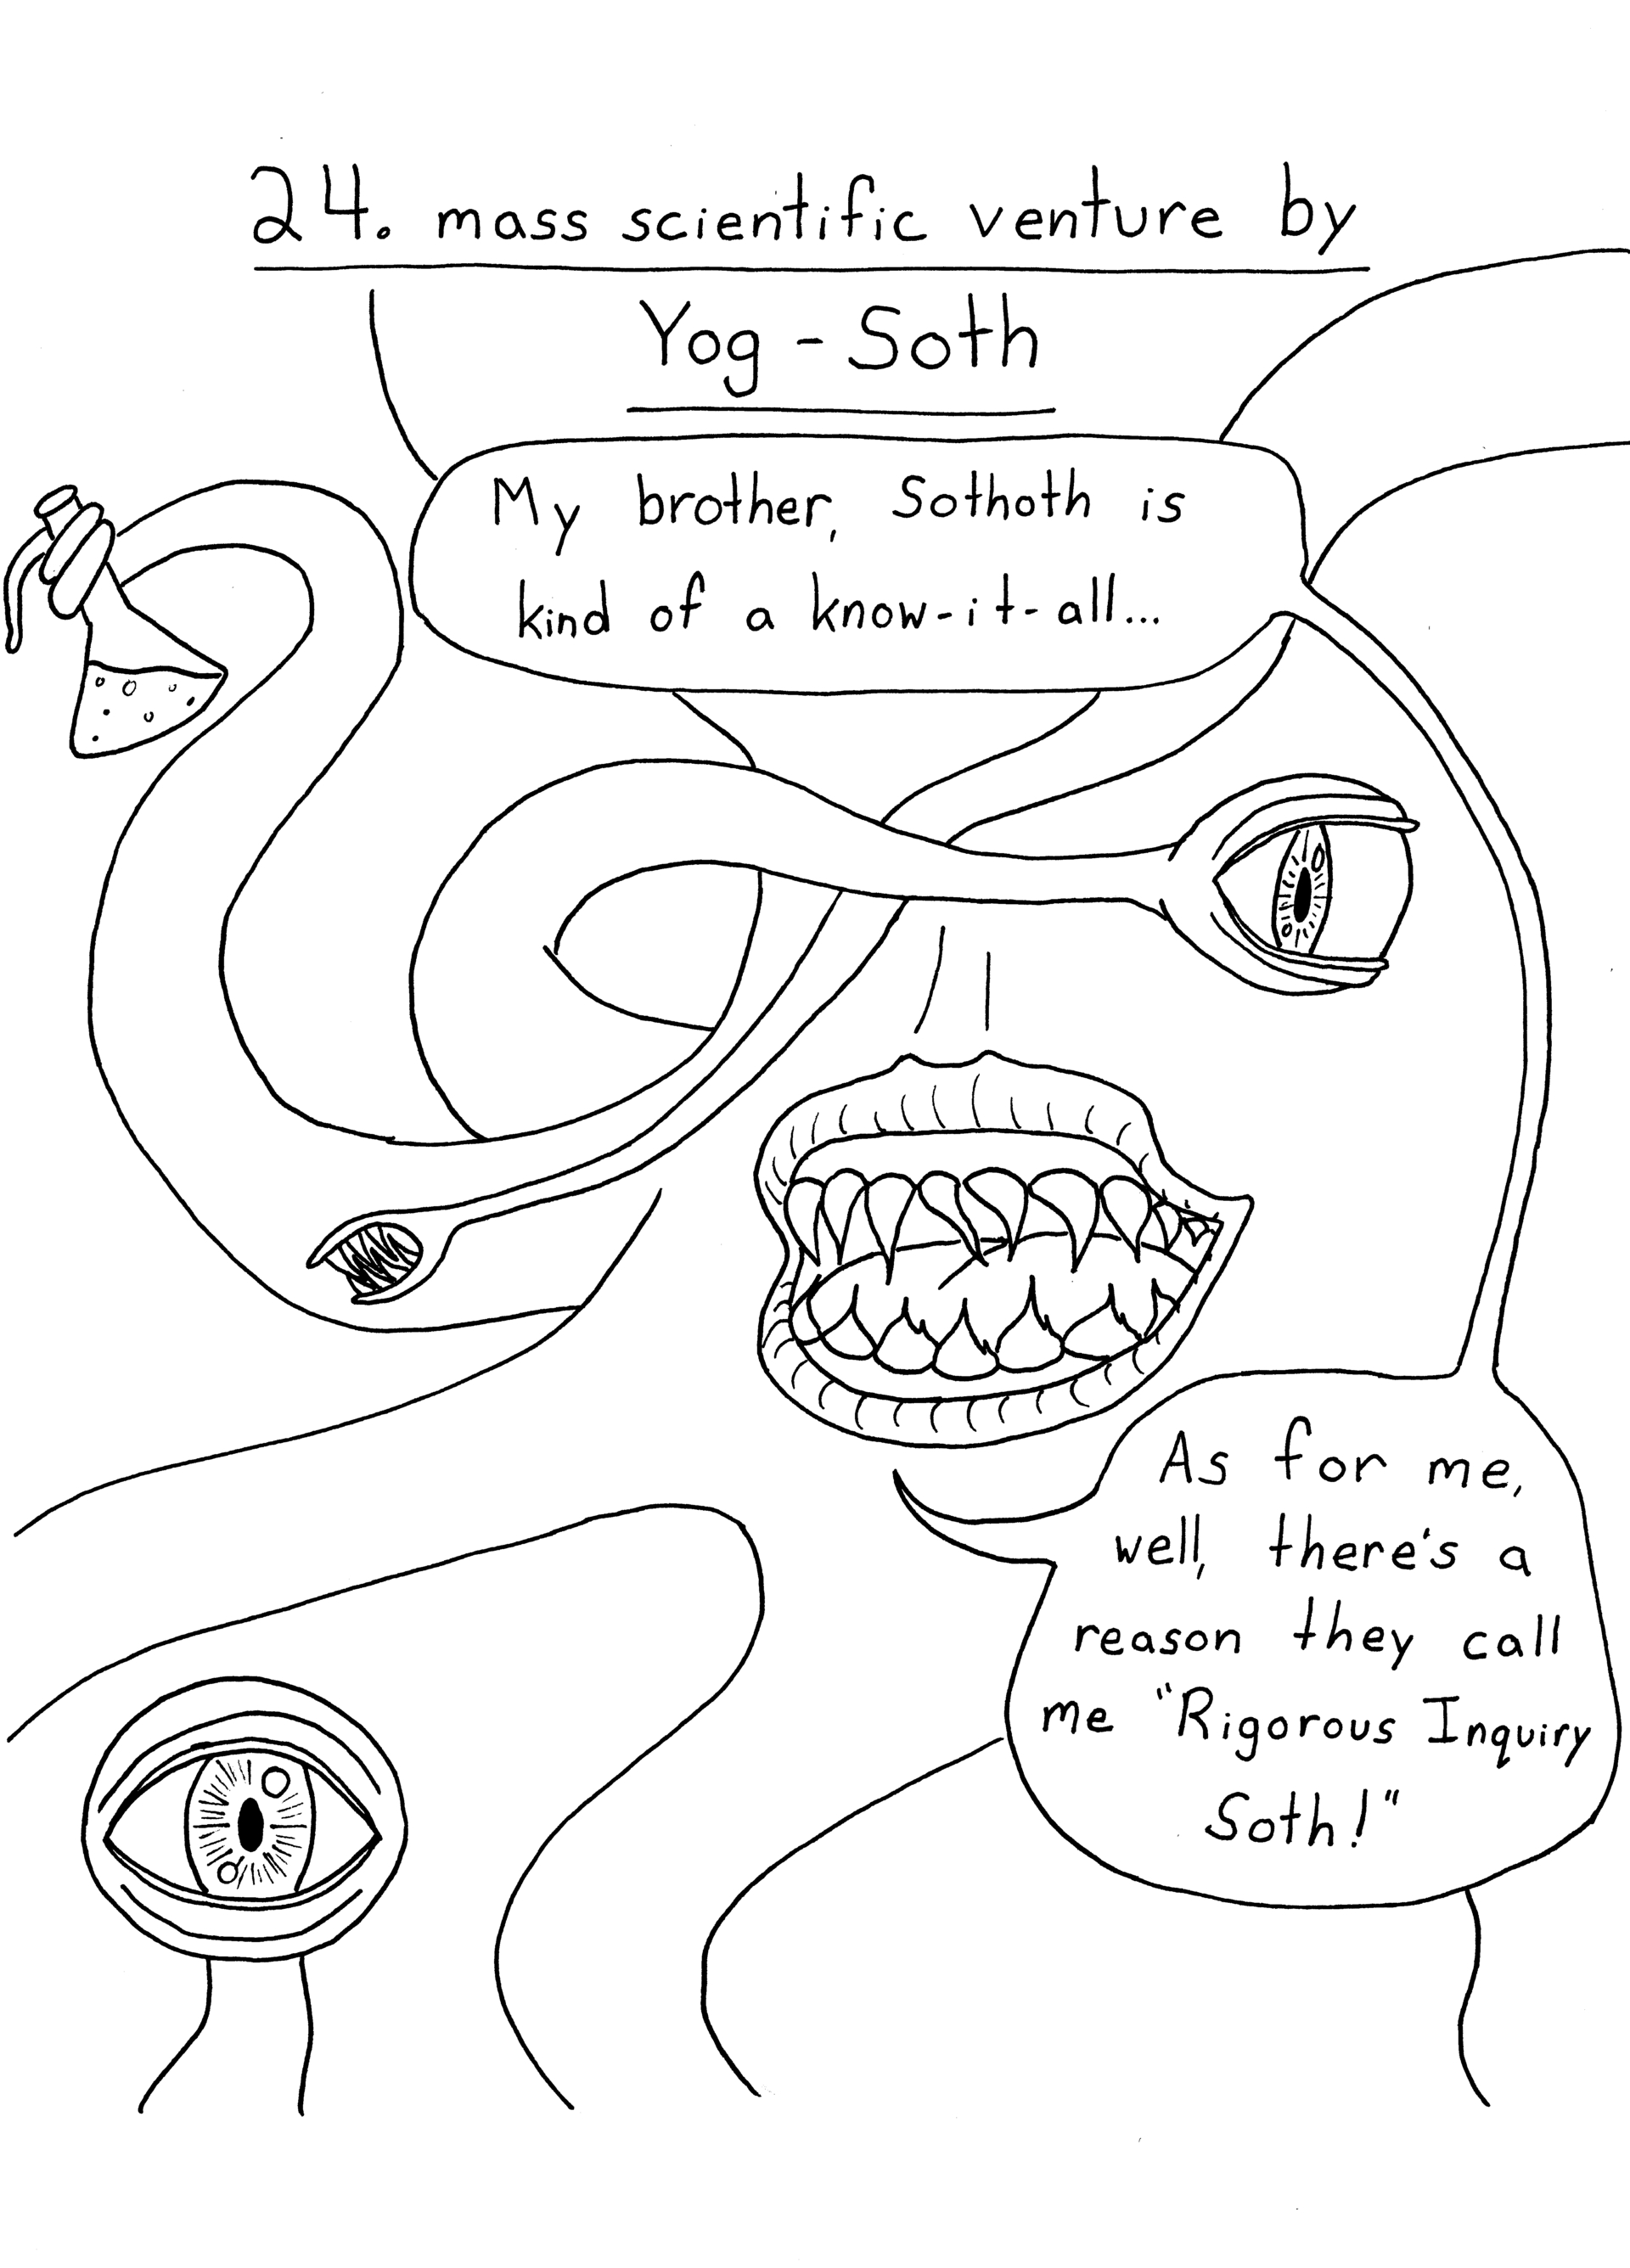 24. mass scientific venture by
Yog - Soth
My brother, Sothoth is
kind of a know-it-all...
As for me,
well, there's a
reason they call
me "Rigorous Inquiry
Soth!"